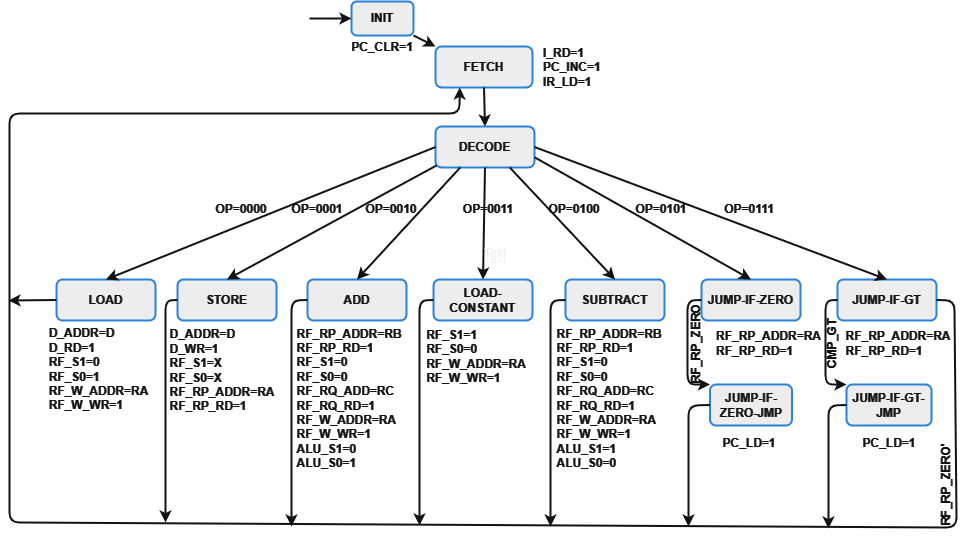 INIT
PC_CLR=1
FETCH
I_RD=1
PC_INC=1
IR_LD=1
DECODE
OP=0000
OP=0001
OP=0010
OP=0011
OP=0100
OP=0101
OP=0111
LOAD
D_ADDR=D
D_RD=1
RF_S1=0
RF_S0=1
RF_W_ADDR=RA
RF_W_WR=1
STORE
D_ADDR=D
D_WR=1
RF_S1=X
RF_S0=X
RF_RP_ADDR=RA
RF_RP_RD=1
ADD
RF_RP_ADDR=RB
RF_RP_RD=1
RF_S1=0
RF_S0=0
RF_RQ_ADD=RC
RF_RQ_RD=1
RF_W_ADDR=RA
RF_W_WR=1
ALU_S1=0
ALU_S0=1
LOAD-
CONSTANT
RF_S1=1
RF_S0=0
RF_W_ADDR=RA
RF_W_WR=1
SUBTRACT
RF_RP_ADDR=RB
RF_RP_RD=1
RF_S1=0
RF_S0=0
RF_RQ_ADD=RC
RF_RQ_RD=1
RF_W_ADDR=RA
RF_W_WR=1
ALU_S1=1
ALU_S0=0
JUMP-IF-ZERO
RF_RP_ZERO
RF_RP_ADDR=RA
RF_RP_RD=1
JUMP-IF-
ZERO-JMP
PC_LD=1
JUMP-IF-GT
CMP_GT
RF_RP_ADDR=RA
RF_RP_RD=1
JUMP-IF-GT-
JMP
PC_LD=1
RF_RP_ZERO'